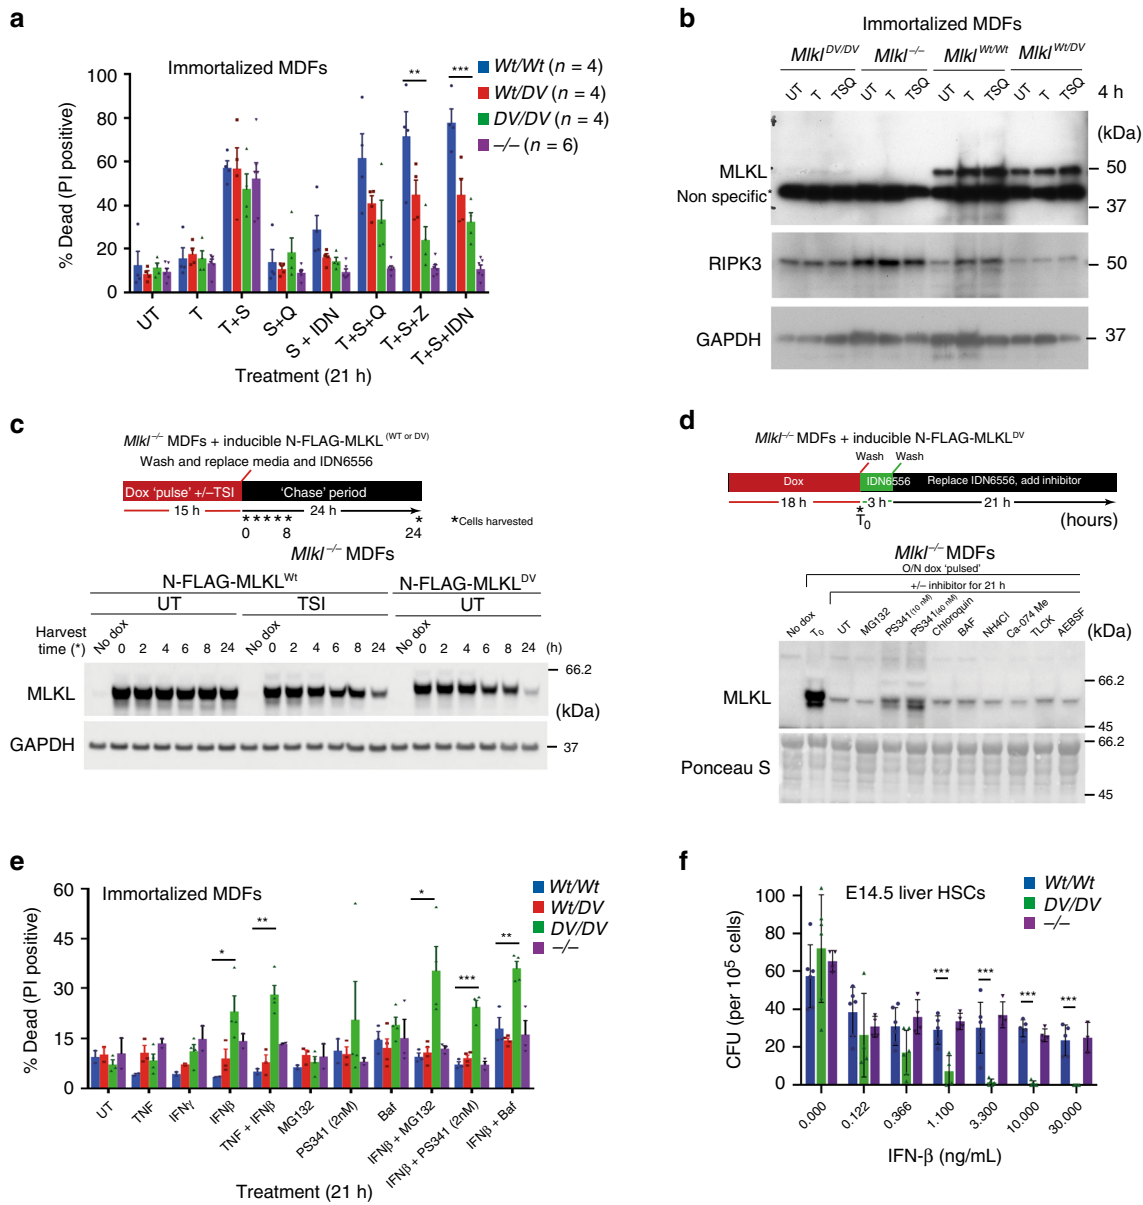 a
Immortalized MDFs
Wt/Wt (n = 4)
Wt/DV (n = 4)
DV/DV (n = 4)
–/– (n = 6)
** ***
% Dead (PI positive)
100
80
60
40
20
0
UT T T+S S+Q S + IDN T+S+Q T+S+Z T+S+IDN
Treatment (21 h)
b
Immortalized MDFs
Mlkl DV/DV Mlkl –/– Mlkl Wt/Wt Mlkl Wt/DV
UT T TSQ UT T TSQ UT T TSQ UT T TSQ 4 h
(kDa)
MLKL 50
Non specific* 37
RIPK3 50
GAPDH 37
c
Mlkl –/– MDFs + inducible N-FLAG-MLKL (WT or DV)
Wash and replace media and IDN6556
Dox ‘pulse’ +/–TSI ‘Chase’ period
15 h 24 h
* * * * * * *Cells harvested
0 8 24
Mlkl –/– MDFs
N-FLAG-MLKL Wt N-FLAG-MLKL DV
UT TSI UT
Harvest time (*) No dox 0 2 4 6 8 24 No dox 0 2 4 6 8 24 No dox 0 2 4 6 8 24 (h)
66.2
MLKL
(kDa)
GAPDH 37
d
Mlkl –/– MDFs + inducible N-FLAG-MLKL DV
Wash Wash
Dox IDN6556 Replace IDN6556, add inhibitor
18 h 3 h 21 h
* T0 (hours)
Mlkl –/– MDFs
O/N dox ‘pulsed’
+/– inhibitor for 21 h
No dox T0 UT MG132 PS341(10 nM) PS341(40 nM) Chloroquin BAF NH4Cl Ca-074 Me TLCK AEBSF (kDa)
66.2
MLKL
45
66.2
Ponceau S
45
e
Immortalized MDFs
Wt/Wt
Wt/DV
DV/DV
–/–
* ** * *** **
% Dead (PI positive)
60
45
30
15
0
UT TNF IFNγ IFNβ TNF + IFNβ MG132 PS341 (2nM) Baf IFNβ + MG132 IFNβ + PS341 (2nM) IFNβ + Baf
Treatment (21 h)
f
E14.5 liver HSCs
Wt/Wt
DV/DV
–/–
*** *** *** ***
CFU (per 10⁵ cells)
100
80
60
40
20
0
0.000 0.122 0.366 1.100 3.300 10.000 30.000
IFN-β (ng/mL)